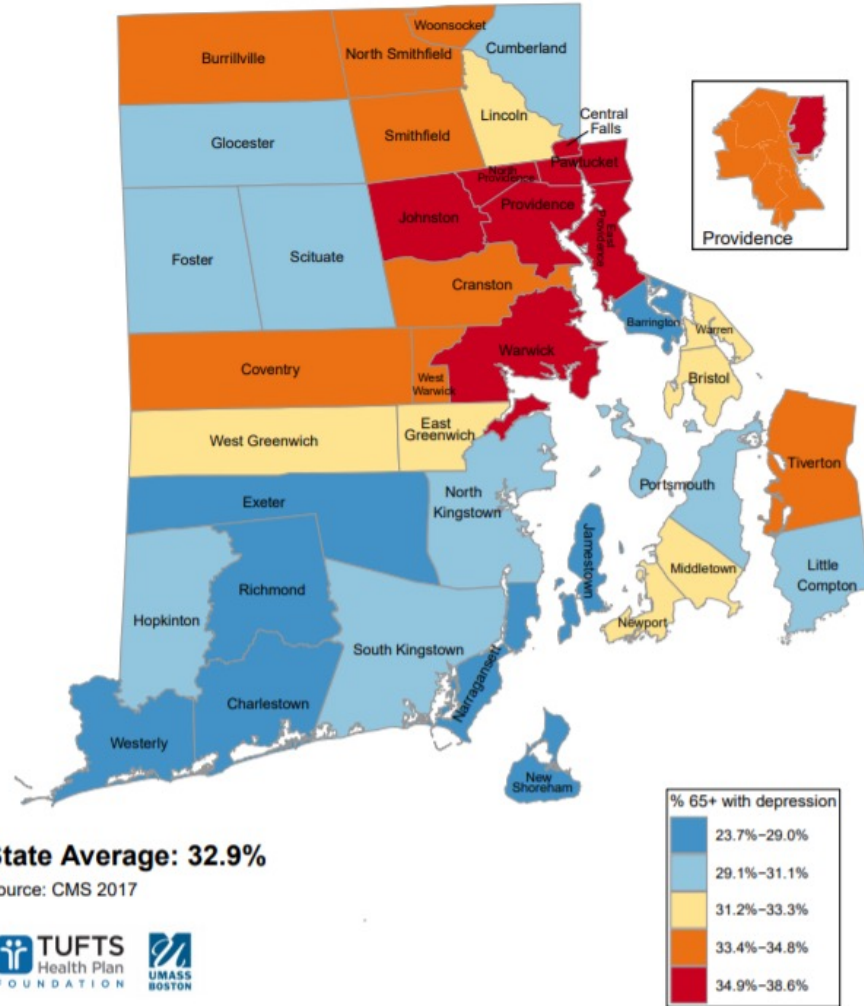 Woonsocket
Burrillville
North Smithfield
Cumberland
Lincoln
Central
Falls
Glocester
Smithfield
Pawtucket
North
Providence
Johnston
Providence
East
Providence
Providence
Foster
Scituate
Cranston
Barrington
Warren
Coventry
West
Warwick
Warwick
Bristol
West Greenwich
East
Greenwich
Tiverton
Exeter
North
Kingstown
Portsmouth
Jamestown
Middletown
Little
Compton
Richmond
Hopkinton
Newport
South Kingstown
Narragansett
Charlestown
Westerly
New
Shoreham
% 65+ with depression
23.7%–29.0%
29.1%–31.1%
31.2%–33.3%
33.4%–34.8%
34.9%–38.6%
State Average: 32.9%
ource: CMS 2017
TUFTS
Health Plan
FOUNDATION
UMASS
BOSTON